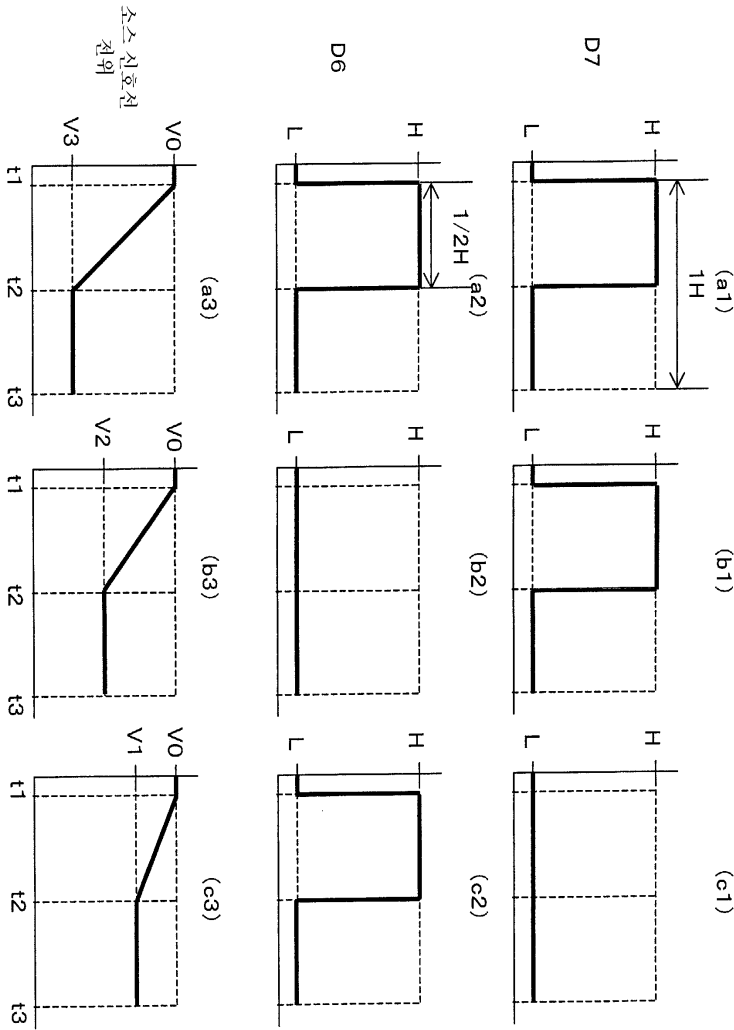 (a1) (b1) (c1)
1H
H H H
D7
L L L
(a2) (b2) (c2)
1/2H
H L H
D6
L L
(a3) (b3) (c3)
V0 V0 V0
V1
V2
V3
소스 신호선
전위
t1 t2 t3 t1 t2 t3 t1 t2 t3